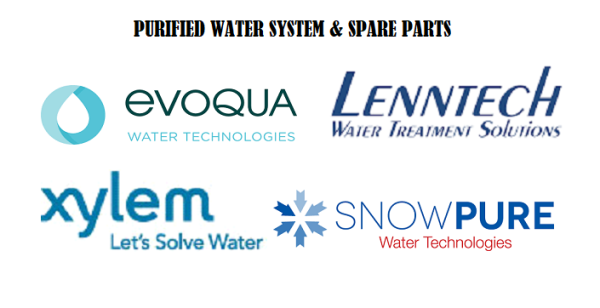 PURIFIED WATER SYSTEM & SPARE PARTS
evoqua
WATER TECHNOLOGIES
LENNTECH
WATER TREATMENT SOLUTIONS
xylem
Let's Solve Water
SNOWPURE
Water Technologies